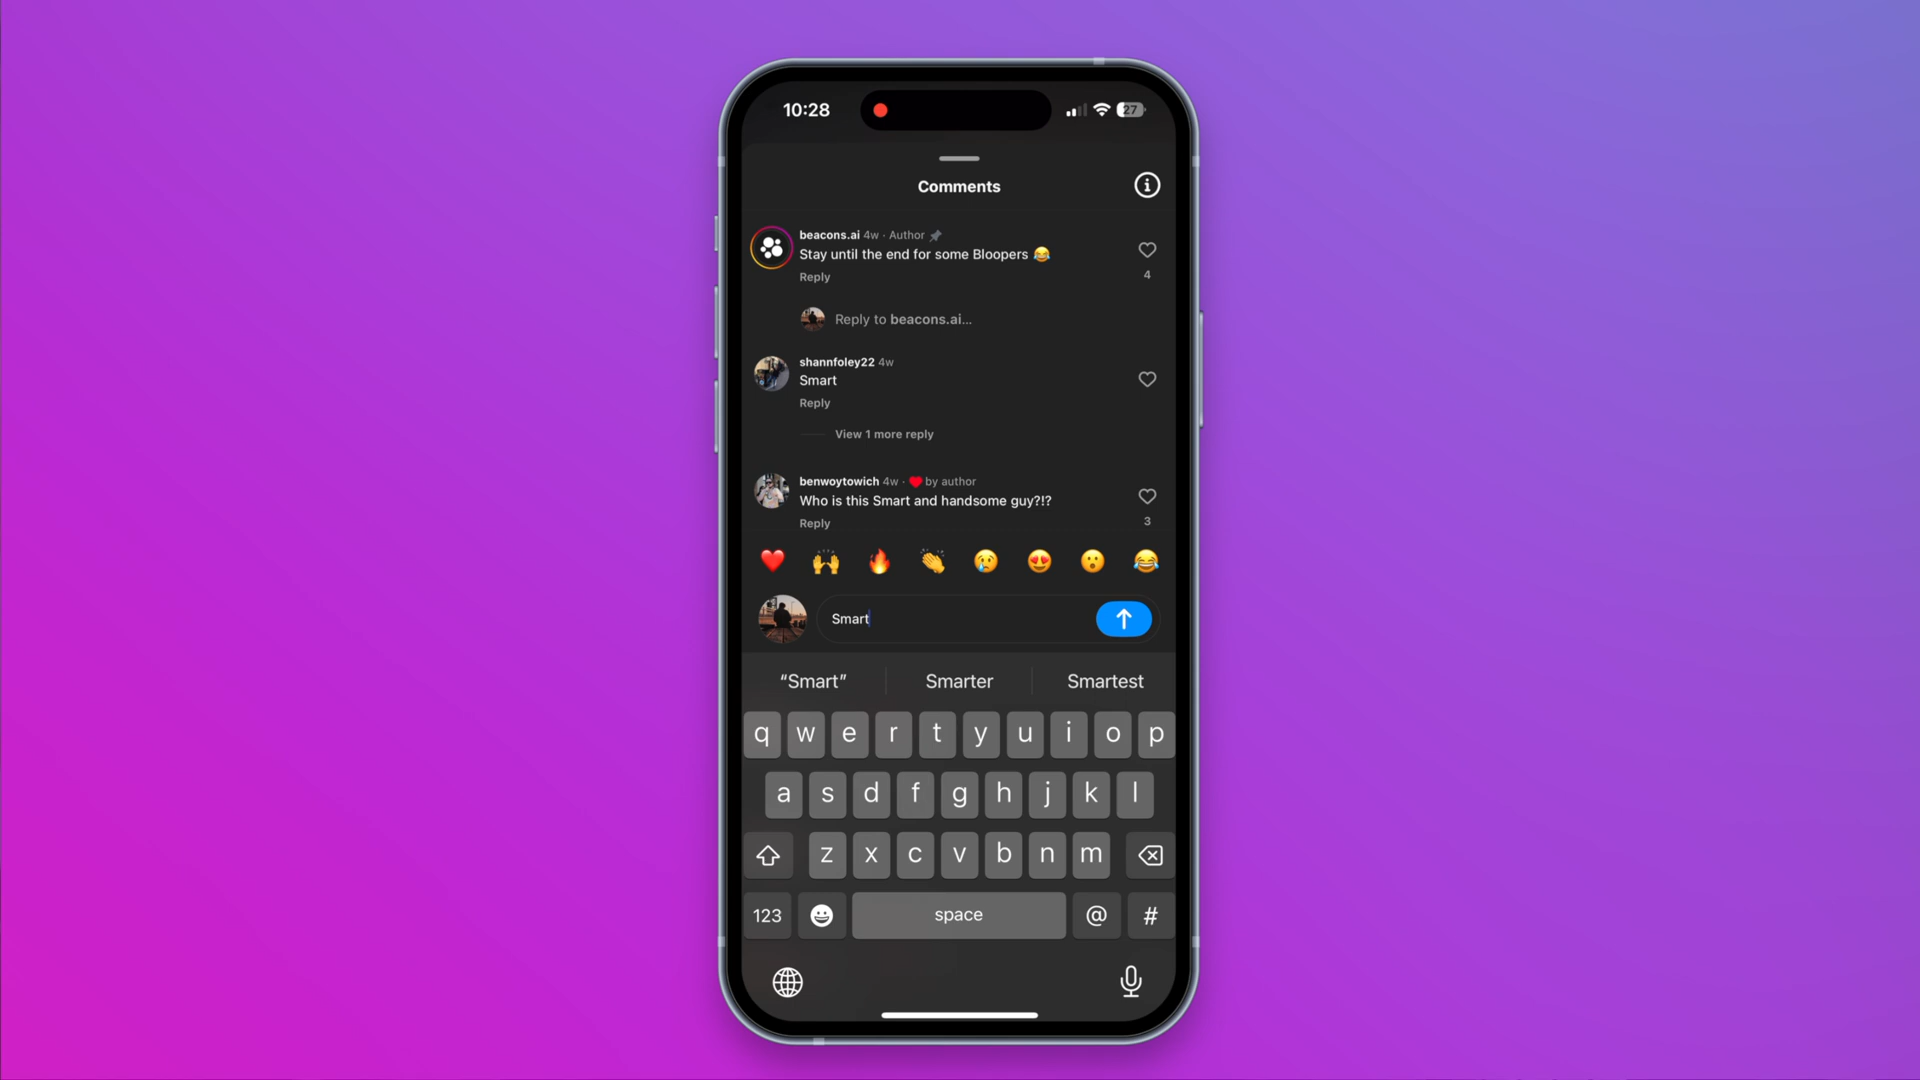 10:28
27
Comments
beacons.ai 4w · Author
Stay until the end for some Bloopers 😂
4
Reply
Reply to beacons.ai...
shannfoley22 4w
Smart
Reply
View 1 more reply
benwoytowich 4w · ❤️ by author
Who is this Smart and handsome guy?!?
Reply
3
❤️ 🙌 🔥 👏 😢 😍 😮 😂
Smart
“Smart” Smarter Smartest
q w e r t y u i o p
a s d f g h j k l
z x c v b n m
123 space @ #